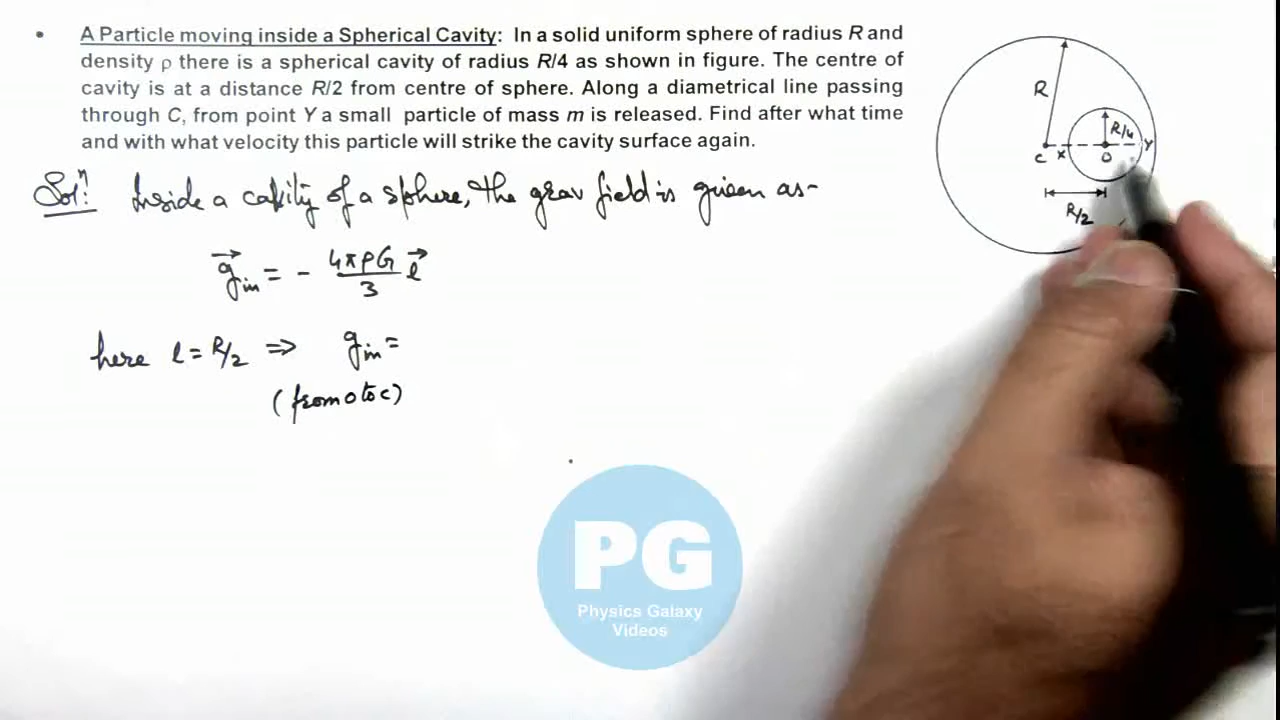 • A Particle moving inside a Spherical Cavity: In a solid uniform sphere of radius R and
density ρ there is a spherical cavity of radius R/4 as shown in figure. The centre of
cavity is at a distance R/2 from centre of sphere. Along a diametrical line passing
through C, from point Y a small particle of mass m is released. Find after what time
and with what velocity this particle will strike the cavity surface again.
R
R/4
C X O Y
R/2
Solⁿ: Inside a cavity of a sphere, the grav field is given as-
g⃗in = - 4πρG/3 l⃗
here l = R/2 ⇒ gin =
(from O to C)
PG
Physics Galaxy
Videos